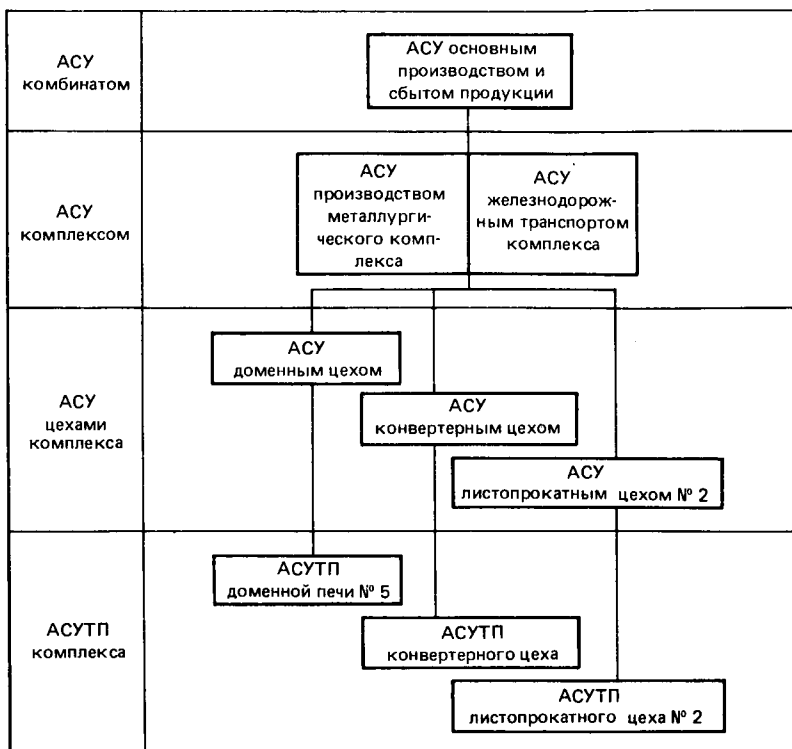 АСУ
комбинатом
АСУ основным
производством и
сбытом продукции
АСУ
комплексом
АСУ
производством
металлурги-
ческого комп-
лекса
АСУ
железнодорож-
ным транспортом
комплекса
АСУ
цехами
комплекса
АСУ
доменным цехом
АСУ
конвертерным цехом
АСУ
листопрокатным цехом № 2
АСУТП
комплекса
АСУТП
доменной печи № 5
АСУТП
конвертерного цеха
АСУТП
листопрокатного цеха № 2